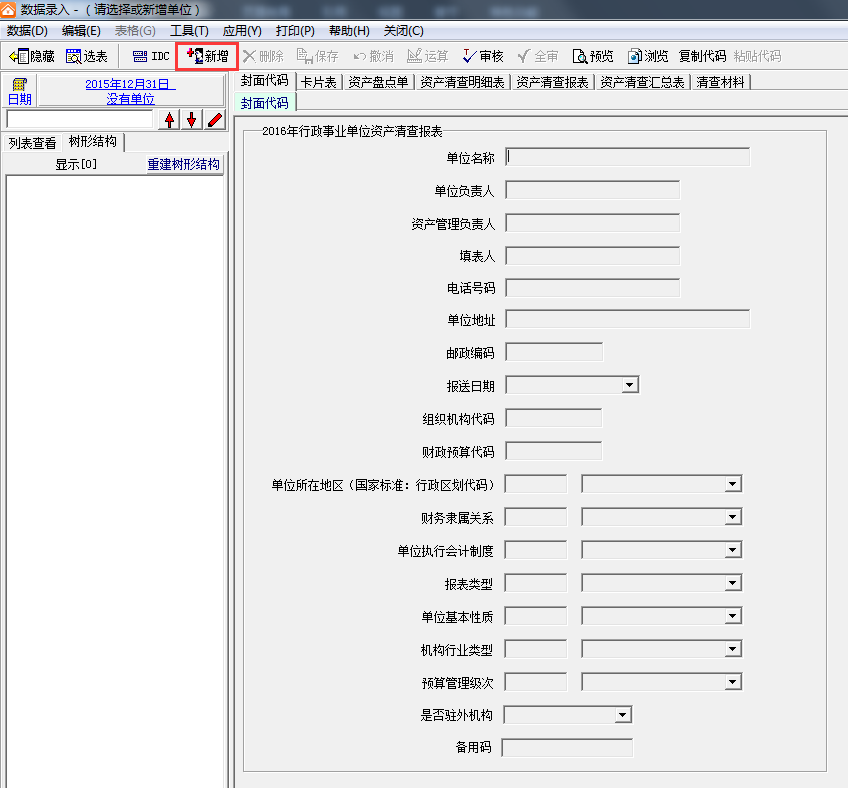 数据录入 -（请选择或新增单位）
数据(D) 编辑(E) 表格(G) 工具(T) 应用(Y) 打印(P) 帮助(H) 关闭(C)
隐藏 选表 IDC 新增 删除 保存 撤消 运算 审核 全审 预览 浏览 复制代码 粘贴代码
日期
2015年12月31日
没有单位
列表查看 树形结构
显示[0] 重建树形结构
封面代码 卡片表 资产盘点单 资产清查明细表 资产清查报表 资产清查汇总表 清查材料
封面代码
2016年行政事业单位资产清查报表
单位名称
单位负责人
资产管理负责人
填表人
电话号码
单位地址
邮政编码
报送日期
组织机构代码
财政预算代码
单位所在地区（国家标准：行政区划代码）
财务隶属关系
单位执行会计制度
报表类型
单位基本性质
机构行业类型
预算管理级次
是否驻外机构
备用码